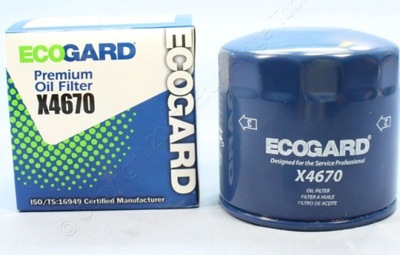 ECOGARD®
Premium
Oil Filter
X4670
ISO/TS:16949 Certified Manufacturer
ECOGARD
ECOGARD®
Designed for the Service Professional
X4670
OIL FILTER
FILTRE A HUILE
FILTRO DE ACEITE